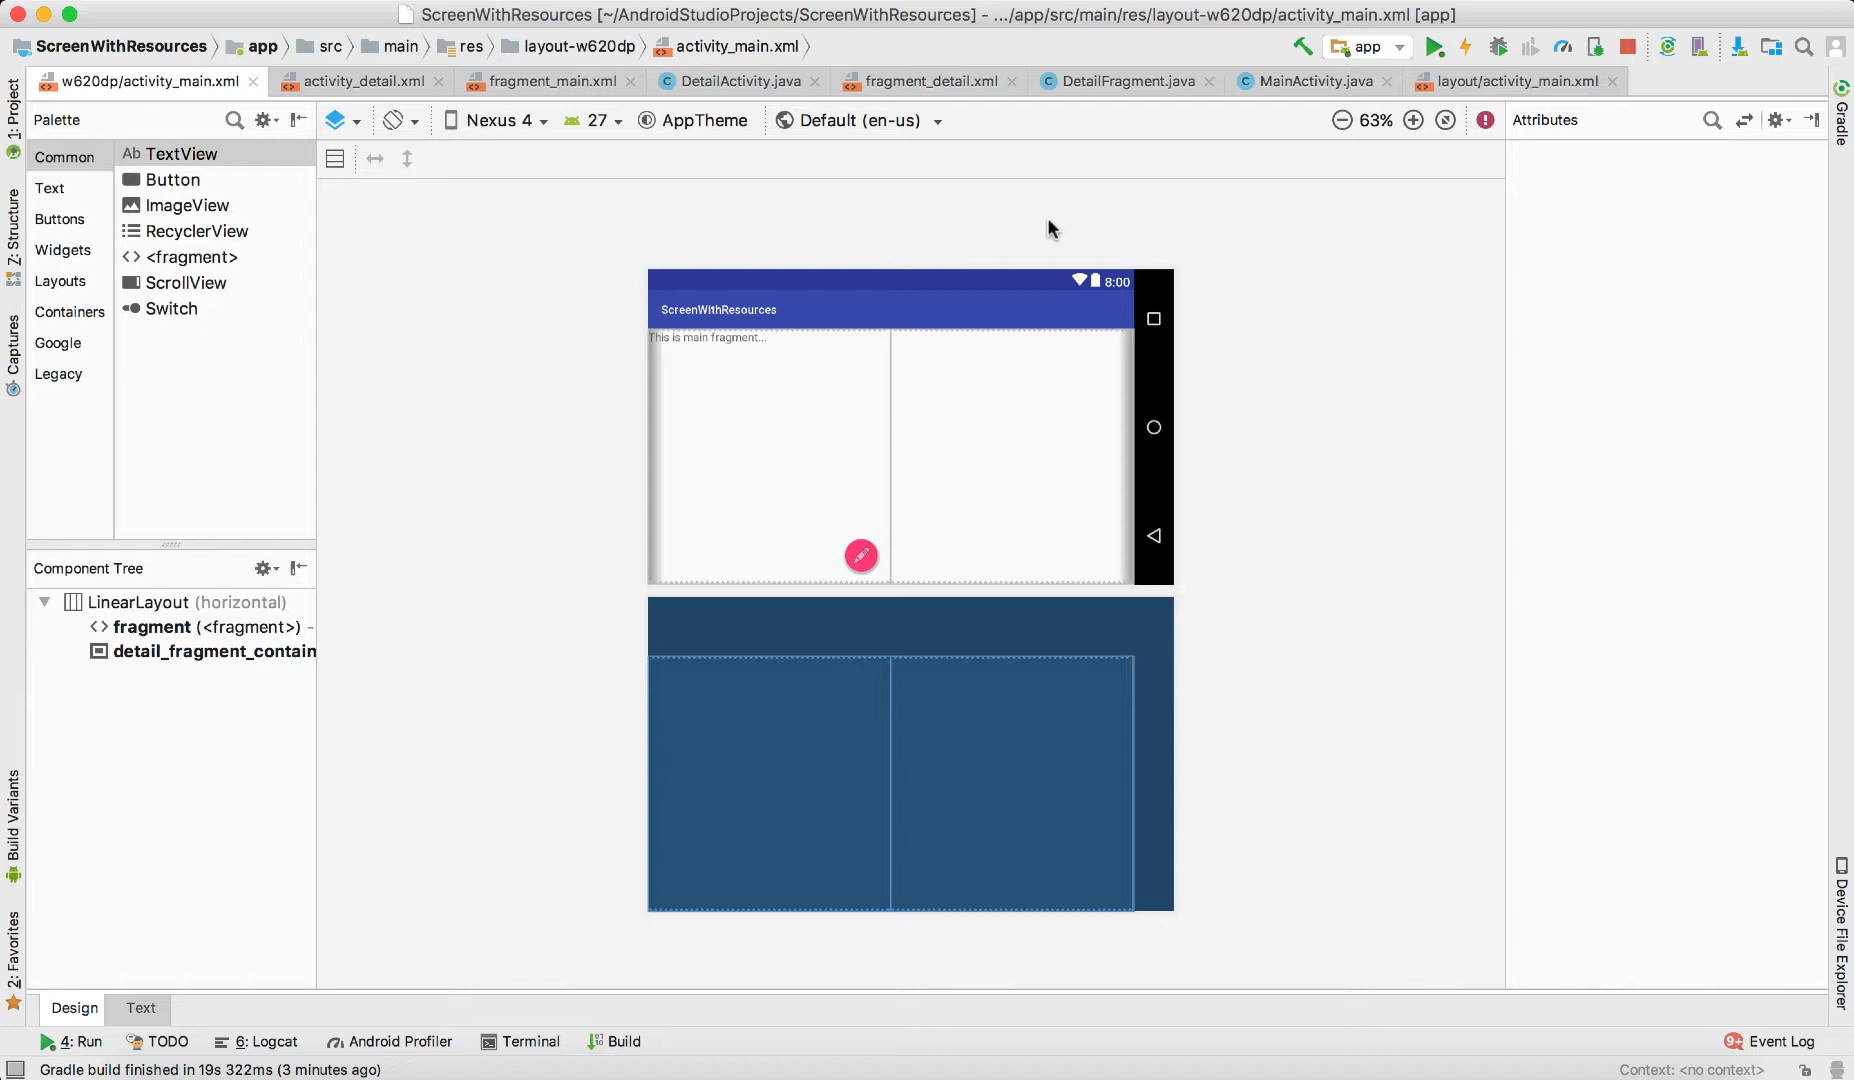 ScreenWithResources [~/AndroidStudioProjects/ScreenWithResources] - .../app/src/main/res/layout-w620dp/activity_main.xml [app]
ScreenWithResources app src main res layout-w620dp activity_main.xml app
w620dp/activity_main.xml activity_detail.xml fragment_main.xml DetailActivity.java fragment_detail.xml DetailFragment.java MainActivity.java layout/activity_main.xml
1: Project
Z: Structure
Captures
Build Variants
2: Favorites
Palette
Nexus 4 27 AppTheme Default (en-us) 63% Attributes
Common
Text
Buttons
Widgets
Layouts
Containers
Google
Legacy
Ab TextView
Button
ImageView
RecyclerView
<fragment>
ScrollView
Switch
8:00
ScreenWithResources
This is main fragment...
Component Tree
LinearLayout (horizontal)
fragment (<fragment>) -
detail_fragment_contain
Gradle
Device File Explorer
Design Text
4: Run TODO 6: Logcat Android Profiler Terminal Build 9+ Event Log
Gradle build finished in 19s 322ms (3 minutes ago) Context: <no context>